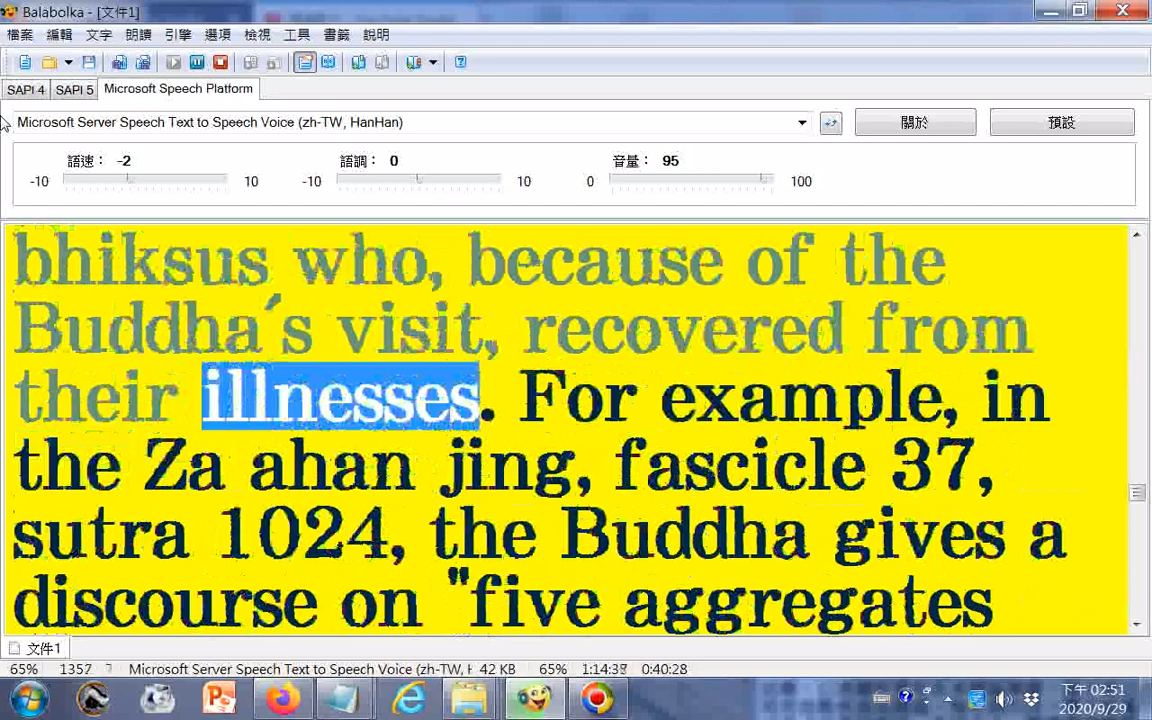 Balabolka - [文件1]
檔案 編輯 文字 朗讀 引擎 選項 檢視 工具 書籤 說明
SAPI 4 SAPI 5 Microsoft Speech Platform
Microsoft Server Speech Text to Speech Voice (zh-TW, HanHan) 關於 預設
語速： -2 語調： 0 音量： 95
-10 10 -10 10 0 100
bhiksus who, because of the
Buddha´s visit, recovered from
their illnesses. For example, in
the Za ahan jing, fascicle 37,
sutra 1024, the Buddha gives a
discourse on "five aggregates
文件1
65% 1357 Microsoft Server Speech Text to Speech Voice (zh-TW, 42 KB 65% 1:14:38 0:40:28
下午 02:51
2020/9/29